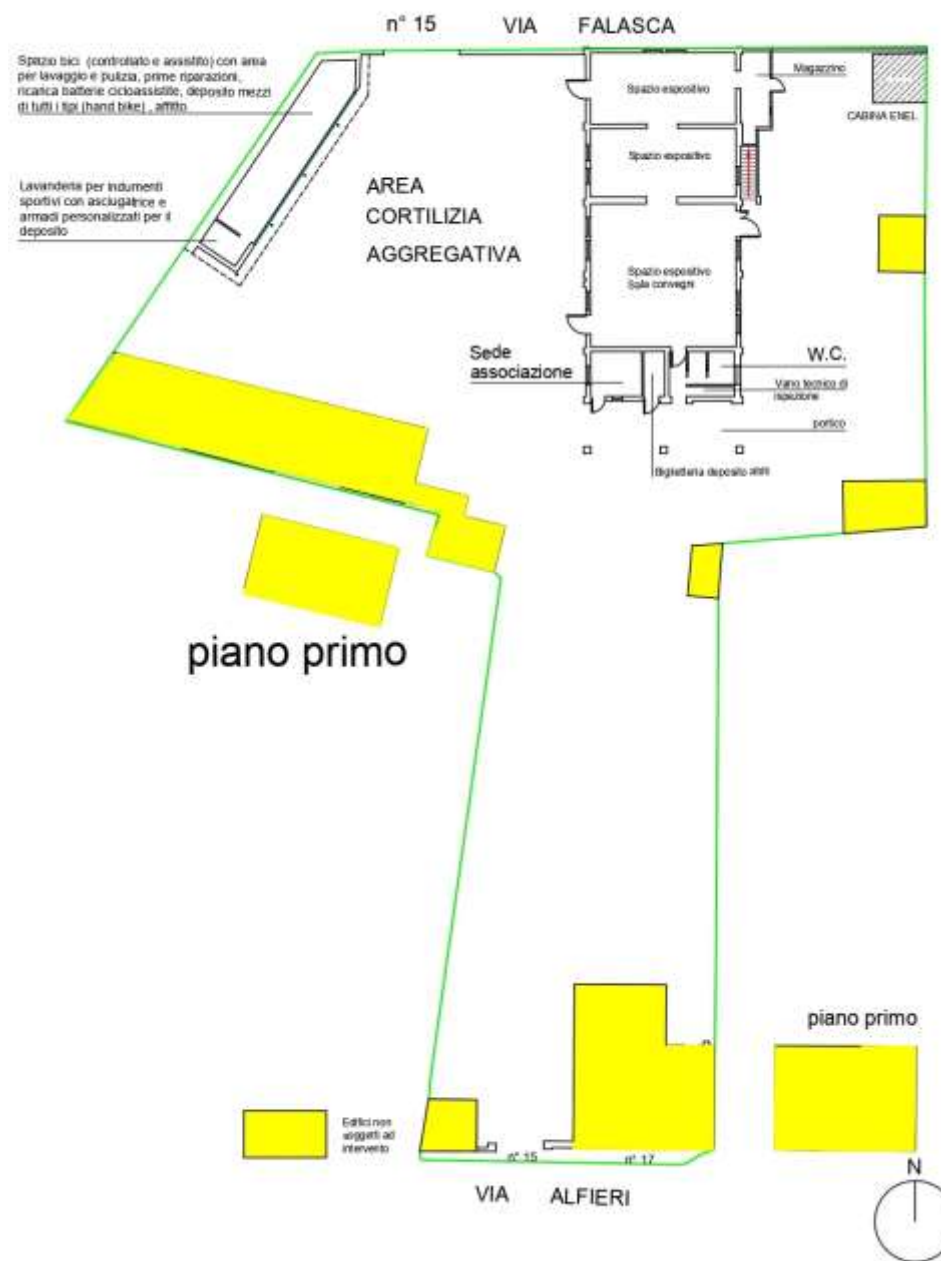 n° 15 VIA FALASCA
Spazio bici (controllato e assistito) con area
per lavaggio e pulizia, prime riparazioni,
ricarica batterie cicloassistite, deposito mezzi
di tutti i tipi (hand bike) , affitto
Lavanderia per indumenti
sportivi con asciugatrice e
armadi personalizzati per il
deposito
AREA
CORTILIZIA
AGGREGATIVA
Spazio espositivo
Spazio espositivo
Spazio espositivo
Sala convegni
Magazzino
CABINA ENEL
Sede
associazione
W.C.
Vano tecnico di
ispezione
portico
Biglietteria deposito abiti
piano primo
piano primo
Edifici non
soggetti ad
intervento
n° 15
n° 17
VIA ALFIERI
N